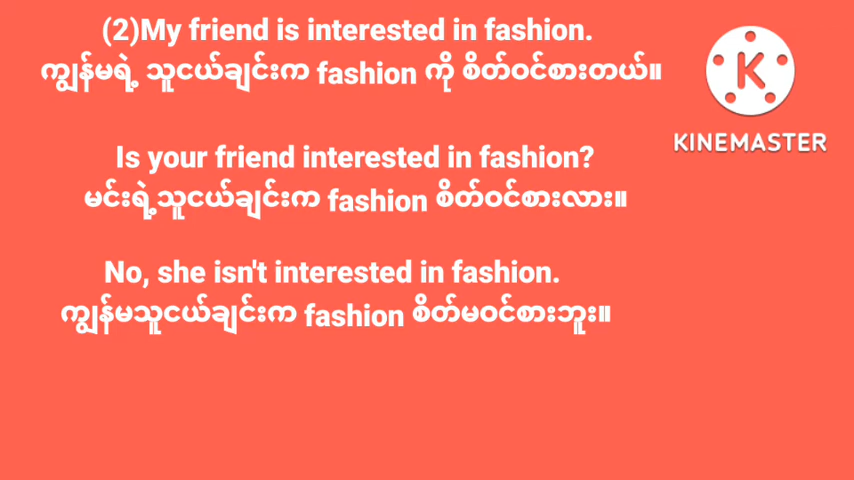 (2)My friend is interested in fashion.
ကျွန်မရဲ့ သူငယ်ချင်းက fashion ကို စိတ်ဝင်စားတယ်။
K
KINEMASTER
Is your friend interested in fashion?
မင်းရဲ့သူငယ်ချင်းက fashion စိတ်ဝင်စားလား။
No, she isn't interested in fashion.
ကျွန်မသူငယ်ချင်းက fashion စိတ်မဝင်စားဘူး။